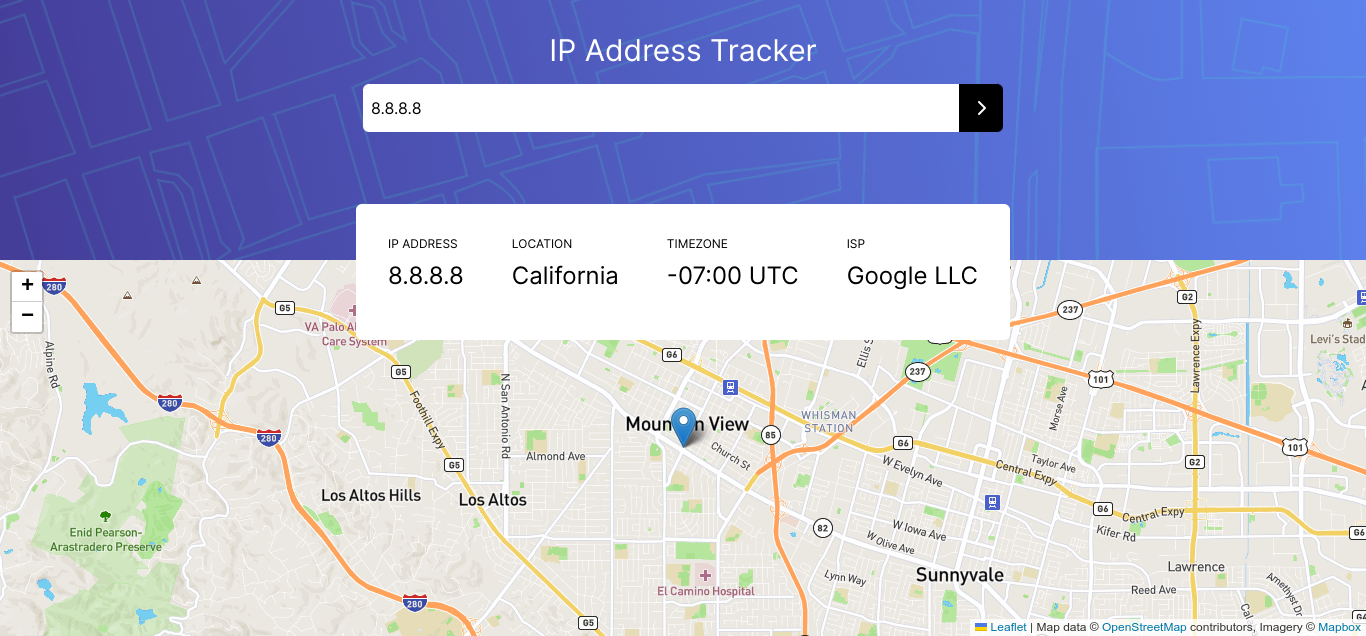 IP Address Tracker
8.8.8.8
IP ADDRESS
8.8.8.8
LOCATION
California
TIMEZONE
-07:00 UTC
ISP
Google LLC
+
−
280
G5
VA Palo Al
Care System
G2
237
Levi's Stad
Alpine Rd
G6
Ellis S
G5
237
101
Lawrence Expy
280
Foothill Expy
N San Antonio Rd
Morse Ave
Moun n View
WHISMAN
STATION
85
280
G6
101
Church St
Almond Ave
G5
W Evelyn Ave
Central Expy
Taylor Ave
G2
Los Altos Hills
Los Altos
Enid Pearson-
Arastradero Preserve
82
W Iowa Ave
W Olive Ave
G6
Central Expy
Kifer Rd
G6
Lawrence
Sunnyvale
Lynn Way
El Camino Hospital
Reed Ave
Amethyst Dr
280
G5
Leaflet | Map data © OpenStreetMap contributors, Imagery © Mapbox